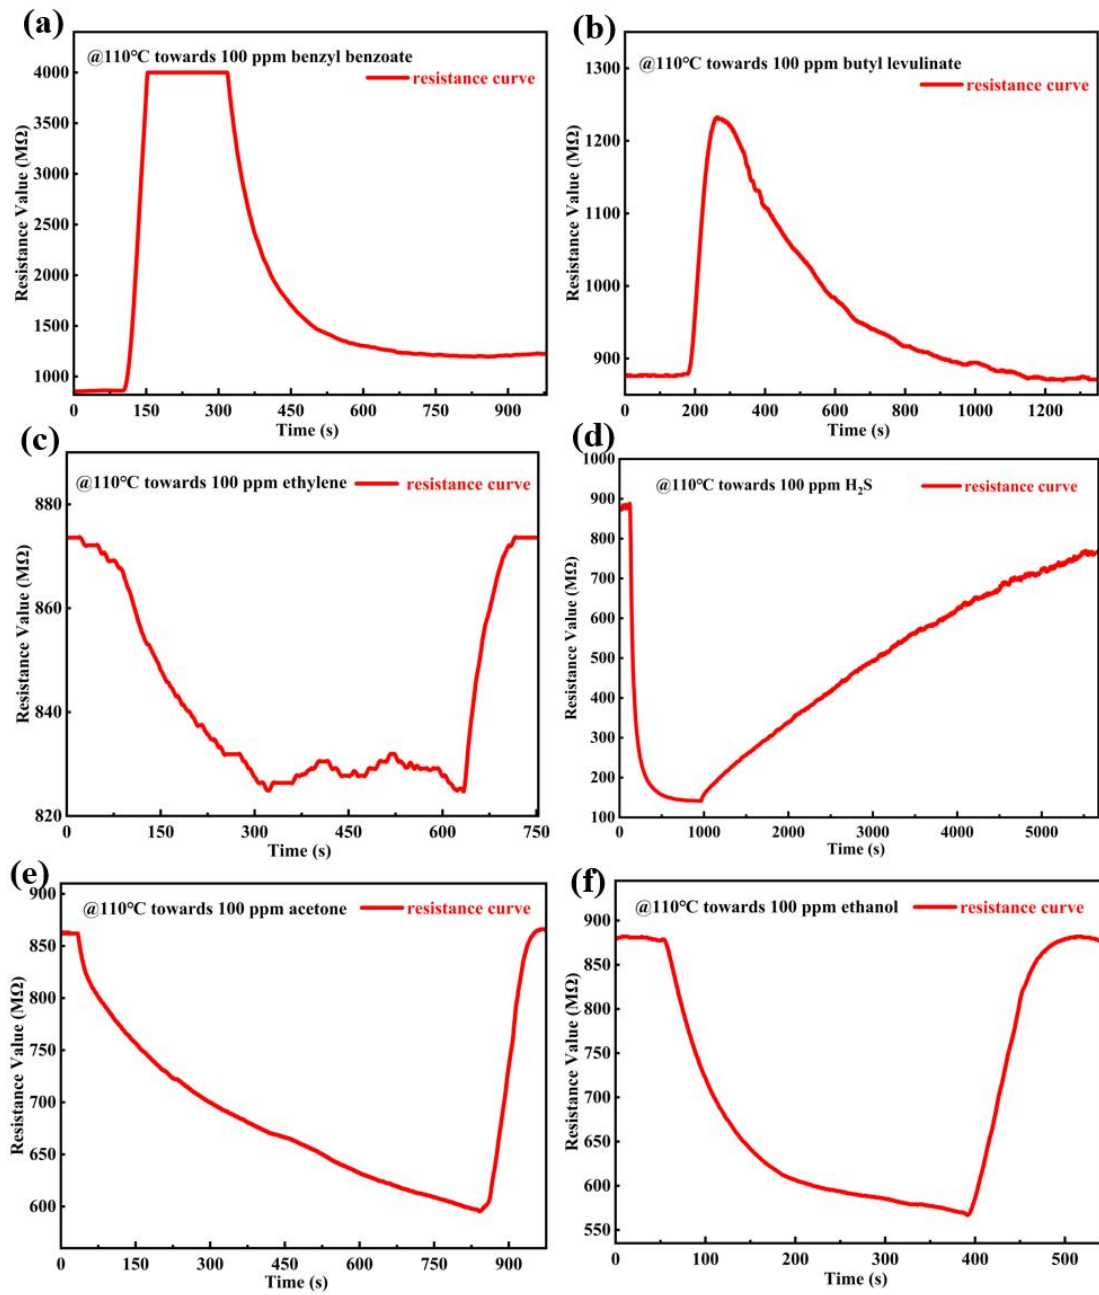 (a)
@110°C towards 100 ppm benzyl benzoate
resistance curve
4000
3500
3000
2500
2000
1500
1000
Resistance Value (MΩ)
0 150 300 450 600 750 900
Time (s)
(b)
@110°C towards 100 ppm butyl levulinate
resistance curve
1300
1200
1100
1000
900
Resistance Value (MΩ)
0 200 400 600 800 1000 1200
Time (s)
(c)
@110°C towards 100 ppm ethylene
resistance curve
880
860
840
820
Resistance Value (MΩ)
0 150 300 450 600 750
Time (s)
(d)
@110°C towards 100 ppm H₂S
resistance curve
1000
900
800
700
600
500
400
300
200
100
Resistance Value (MΩ)
0 1000 2000 3000 4000 5000
Time (s)
(e)
@110°C towards 100 ppm acetone
resistance curve
900
850
800
750
700
650
600
Resistance Value (MΩ)
0 150 300 450 600 750 900
Time (s)
(f)
@110°C towards 100 ppm ethanol
resistance curve
900
850
800
750
700
650
600
550
Resistance Value (MΩ)
0 100 200 300 400 500
Time (s)